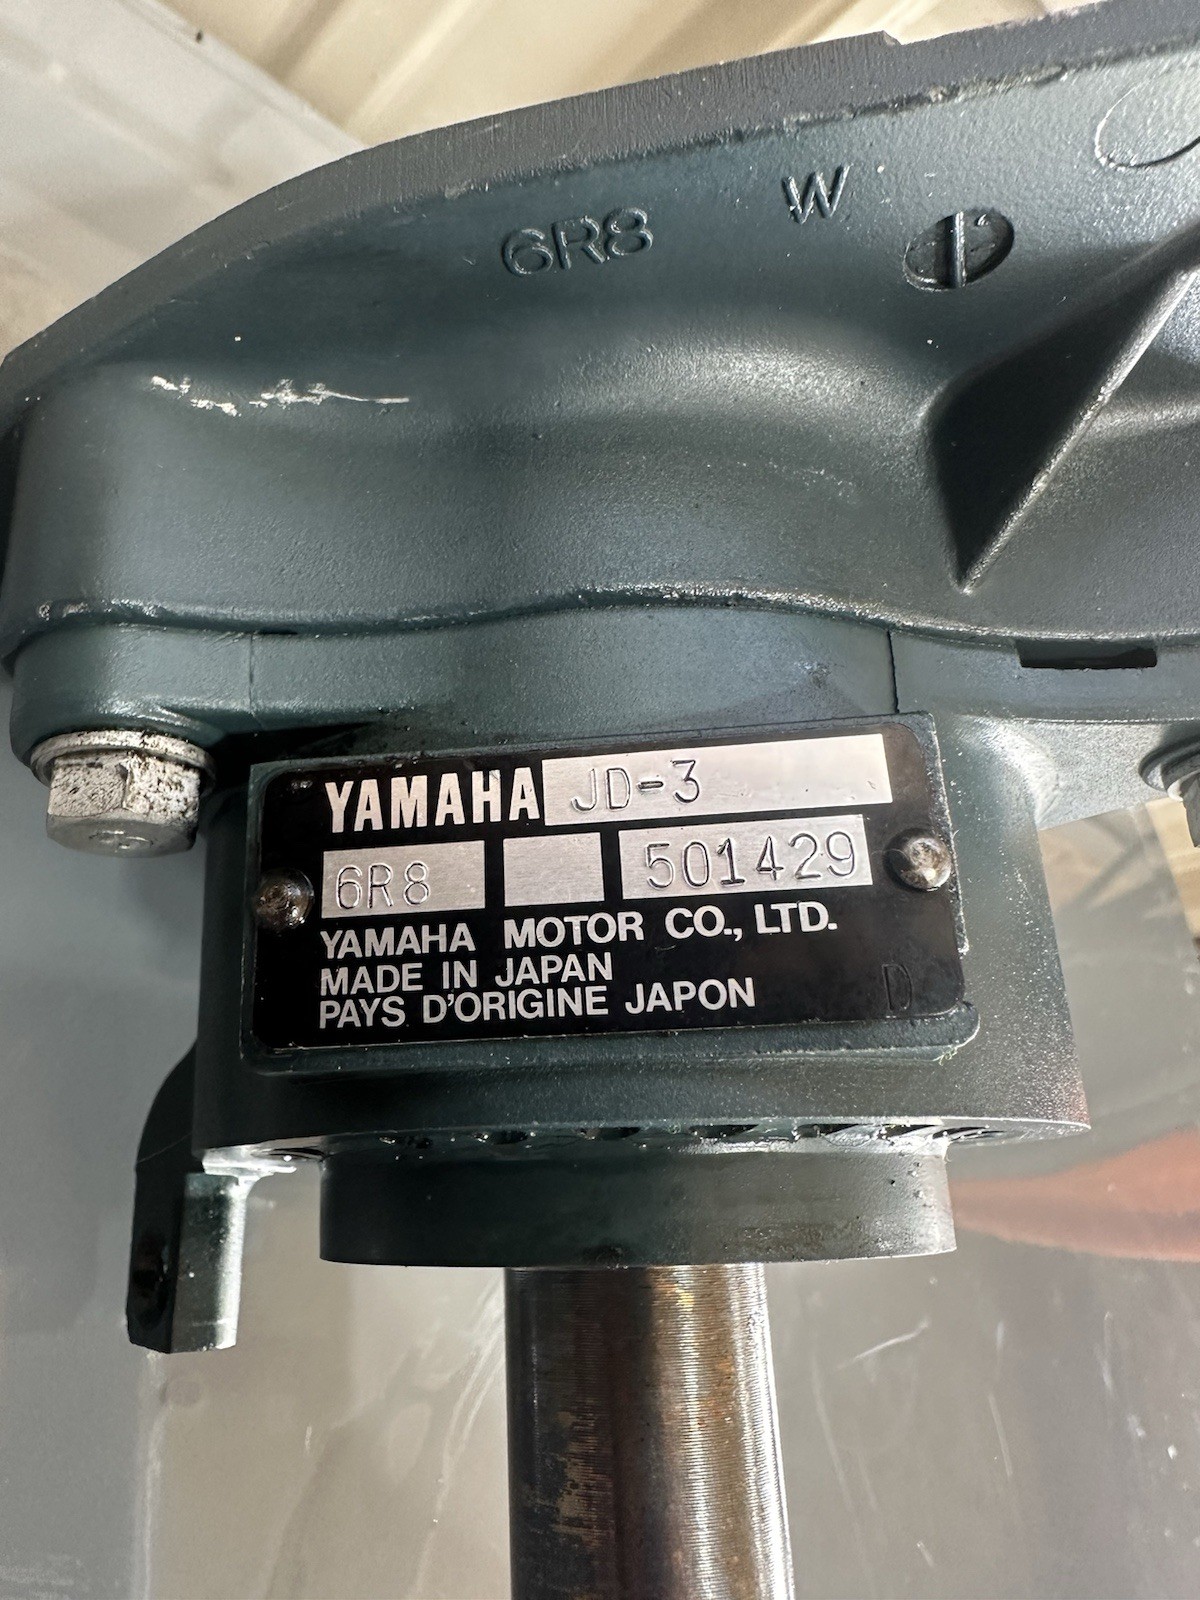 6R8 W
YAMAHA JD-3
6R8 501429
YAMAHA MOTOR CO., LTD.
MADE IN JAPAN
PAYS D'ORIGINE JAPON D